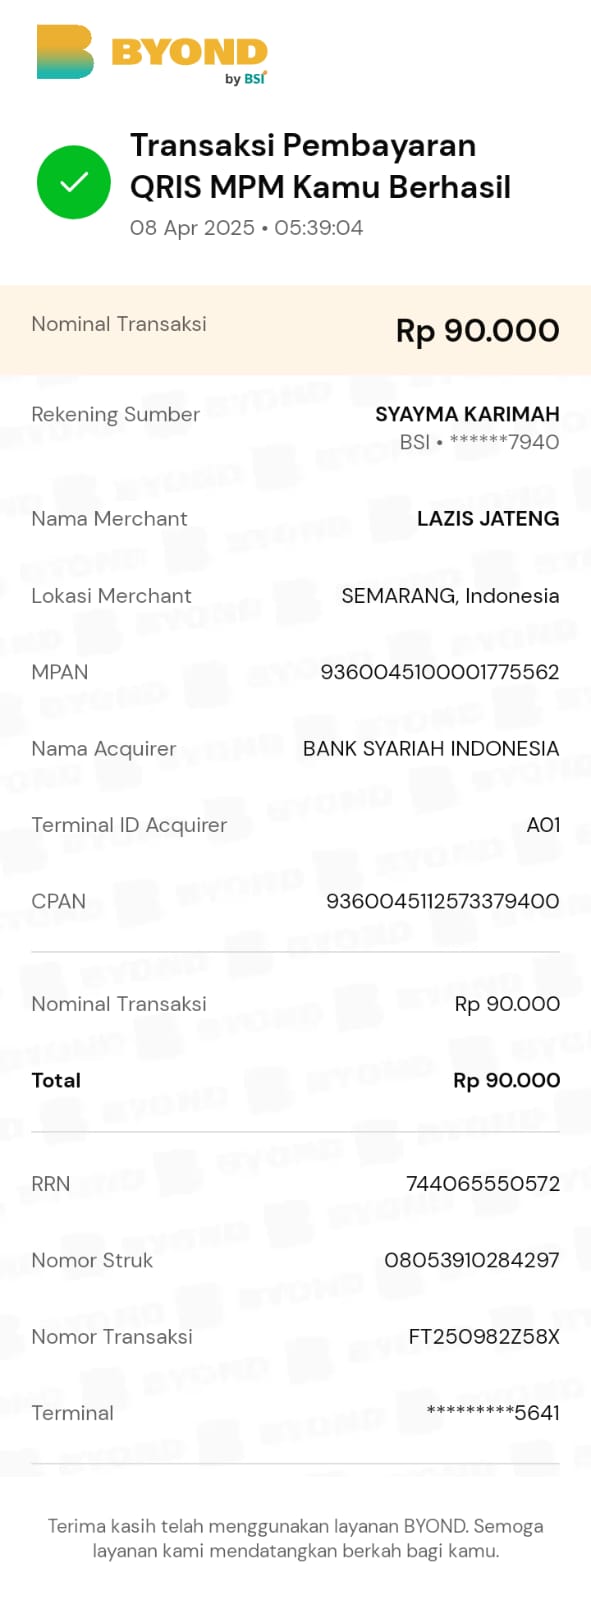 BYOND
by BSI
Transaksi Pembayaran
QRIS MPM Kamu Berhasil
08 Apr 2025 • 05:39:04
Nominal Transaksi Rp 90.000
Rekening Sumber SYAYMA KARIMAH
BSI • ******7940
Nama Merchant LAZIS JATENG
Lokasi Merchant SEMARANG, Indonesia
MPAN 9360045100001775562
Nama Acquirer BANK SYARIAH INDONESIA
Terminal ID Acquirer A01
CPAN 9360045112573379400
Nominal Transaksi Rp 90.000
Total Rp 90.000
RRN 744065550572
Nomor Struk 08053910284297
Nomor Transaksi FT250982Z58X
Terminal *********5641
Terima kasih telah menggunakan layanan BYOND. Semoga
layanan kami mendatangkan berkah bagi kamu.